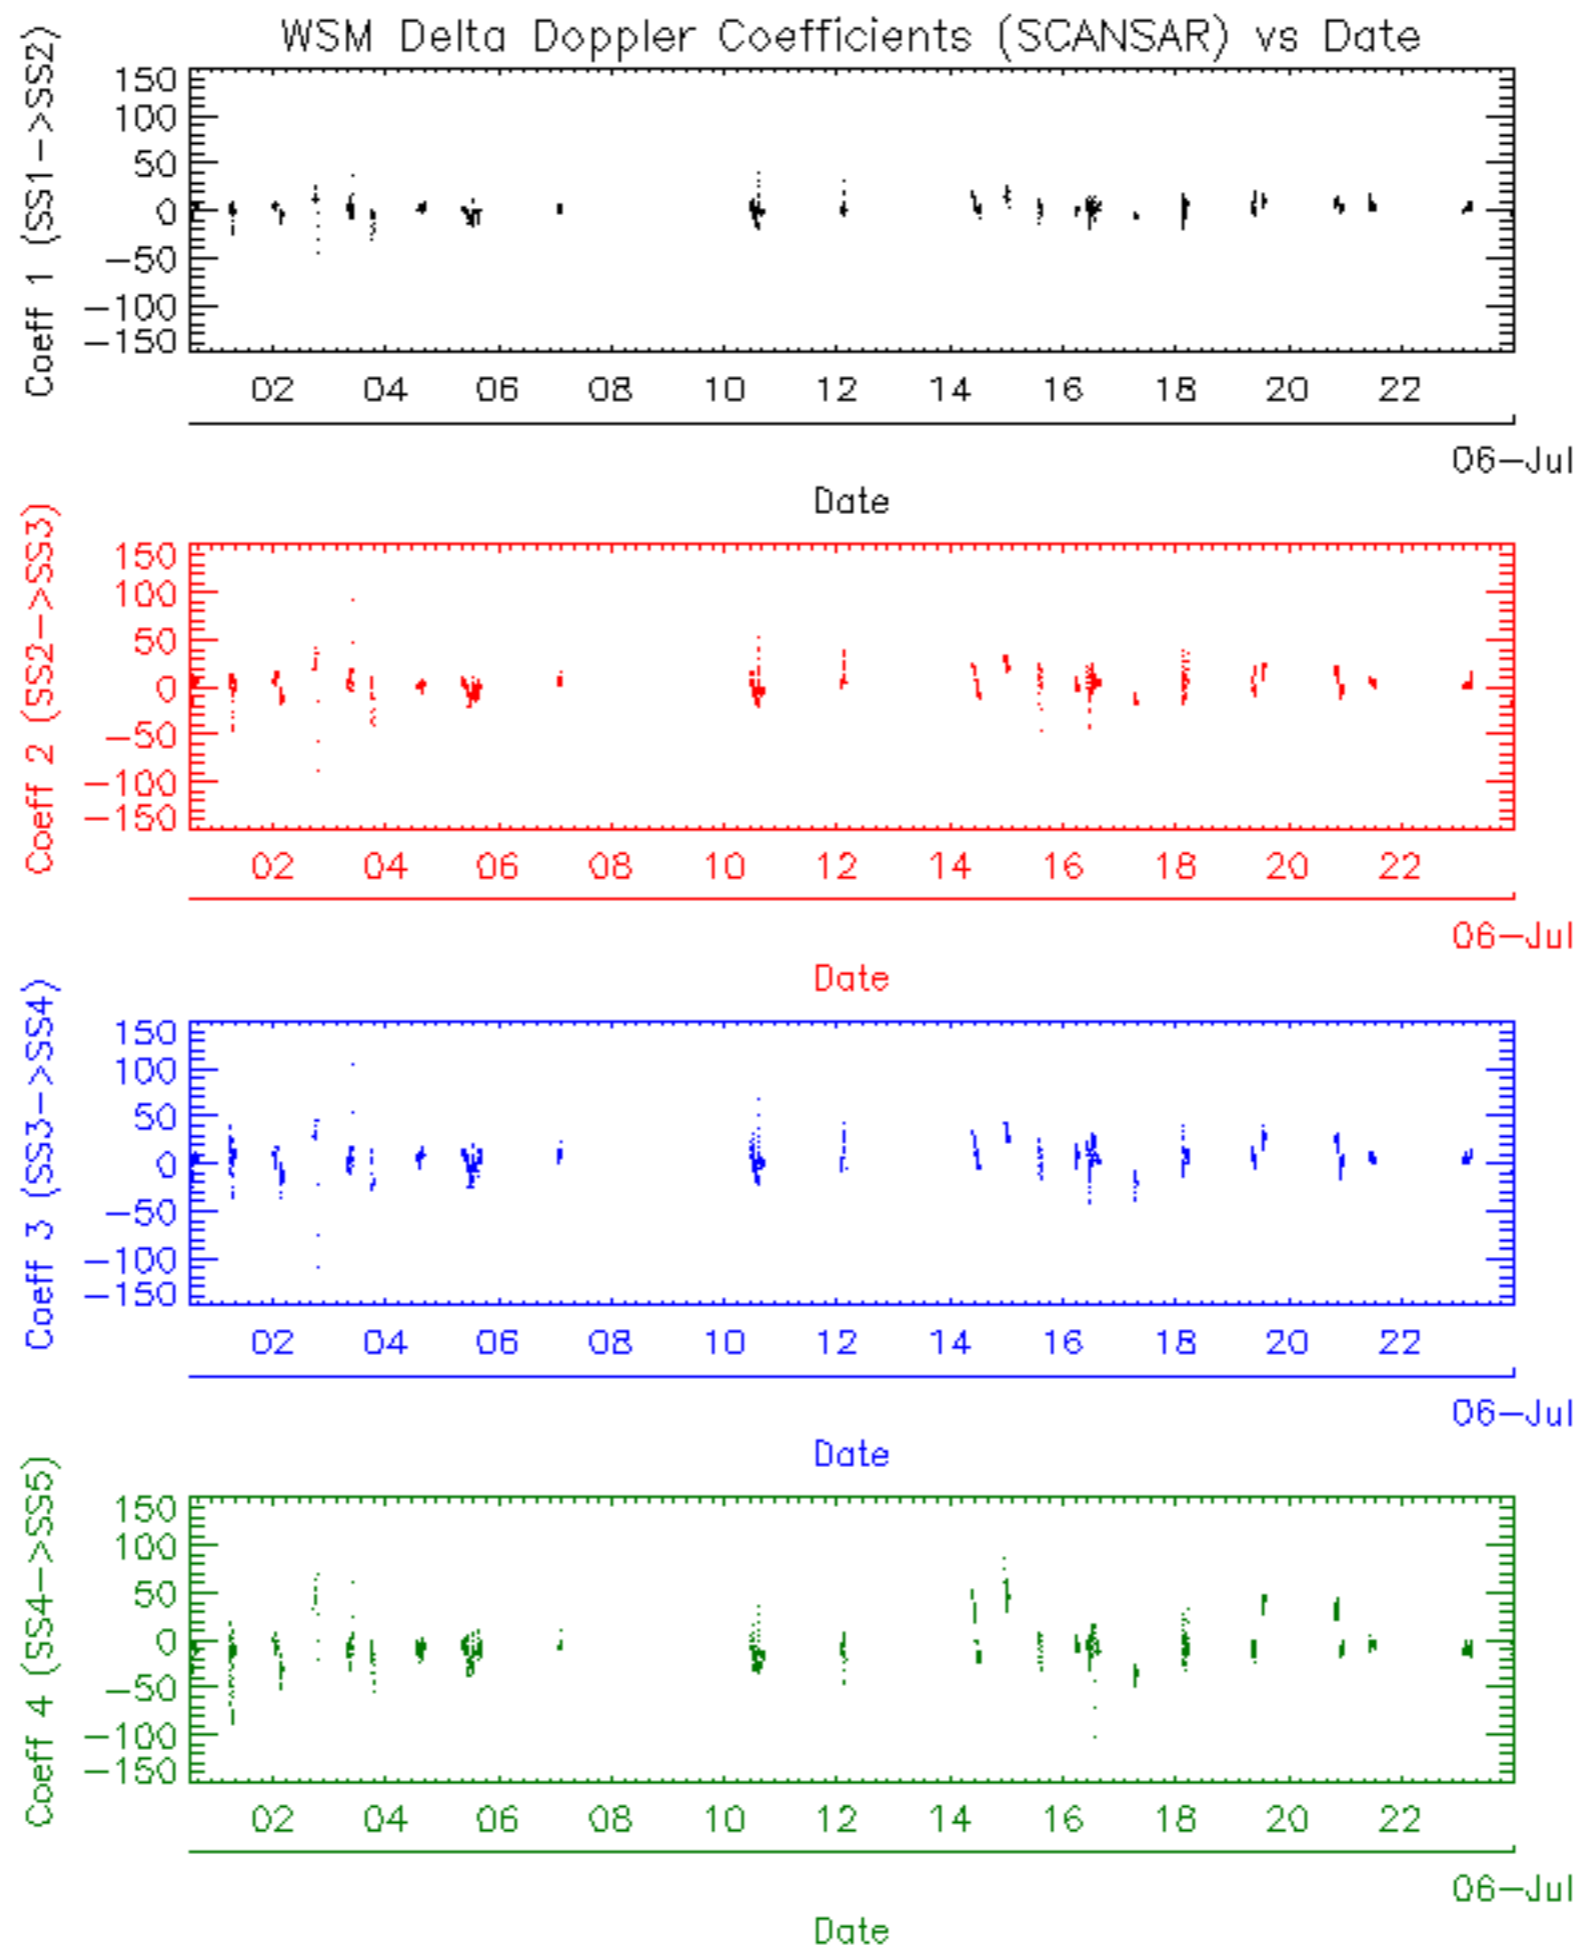 WSM Delta Doppler Coefficients (SCANSAR) vs Date
Coeff 1 (SS1->SS2)
150
100
50
0
-50
-100
-150
02 04 06 08 10 12 14 16 18 20 22
06-Jul
Date
Coeff 2 (SS2->SS3)
150
100
50
0
-50
-100
-150
02 04 06 08 10 12 14 16 18 20 22
06-Jul
Date
Coeff 3 (SS3->SS4)
150
100
50
0
-50
-100
-150
02 04 06 08 10 12 14 16 18 20 22
06-Jul
Date
Coeff 4 (SS4->SS5)
150
100
50
0
-50
-100
-150
02 04 06 08 10 12 14 16 18 20 22
06-Jul
Date